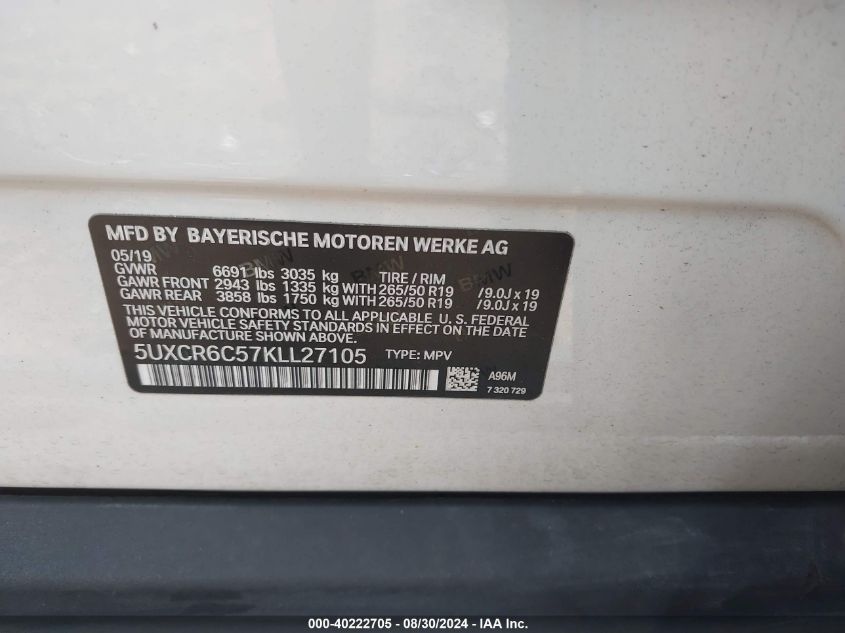 MFD BY BAYERISCHE MOTOREN WERKE AG
05/19
GVWR 6691 lbs 3035 kg TIRE / RIM
GAWR FRONT 2943 lbs 1335 kg WITH 265/50 R19 /9.0J x 19
GAWR REAR 3858 lbs 1750 kg WITH 265/50 R19 /9.0J x 19
THIS VEHICLE CONFORMS TO ALL APPLICABLE U. S. FEDERAL
MOTOR VEHICLE SAFETY STANDARDS IN EFFECT ON THE DATE
OF MANUFACTURE SHOWN ABOVE.
5UXCR6C57KLL27105 TYPE: MPV
A96M
7 320 729
000-40222705 - 08/30/2024 - IAA Inc.